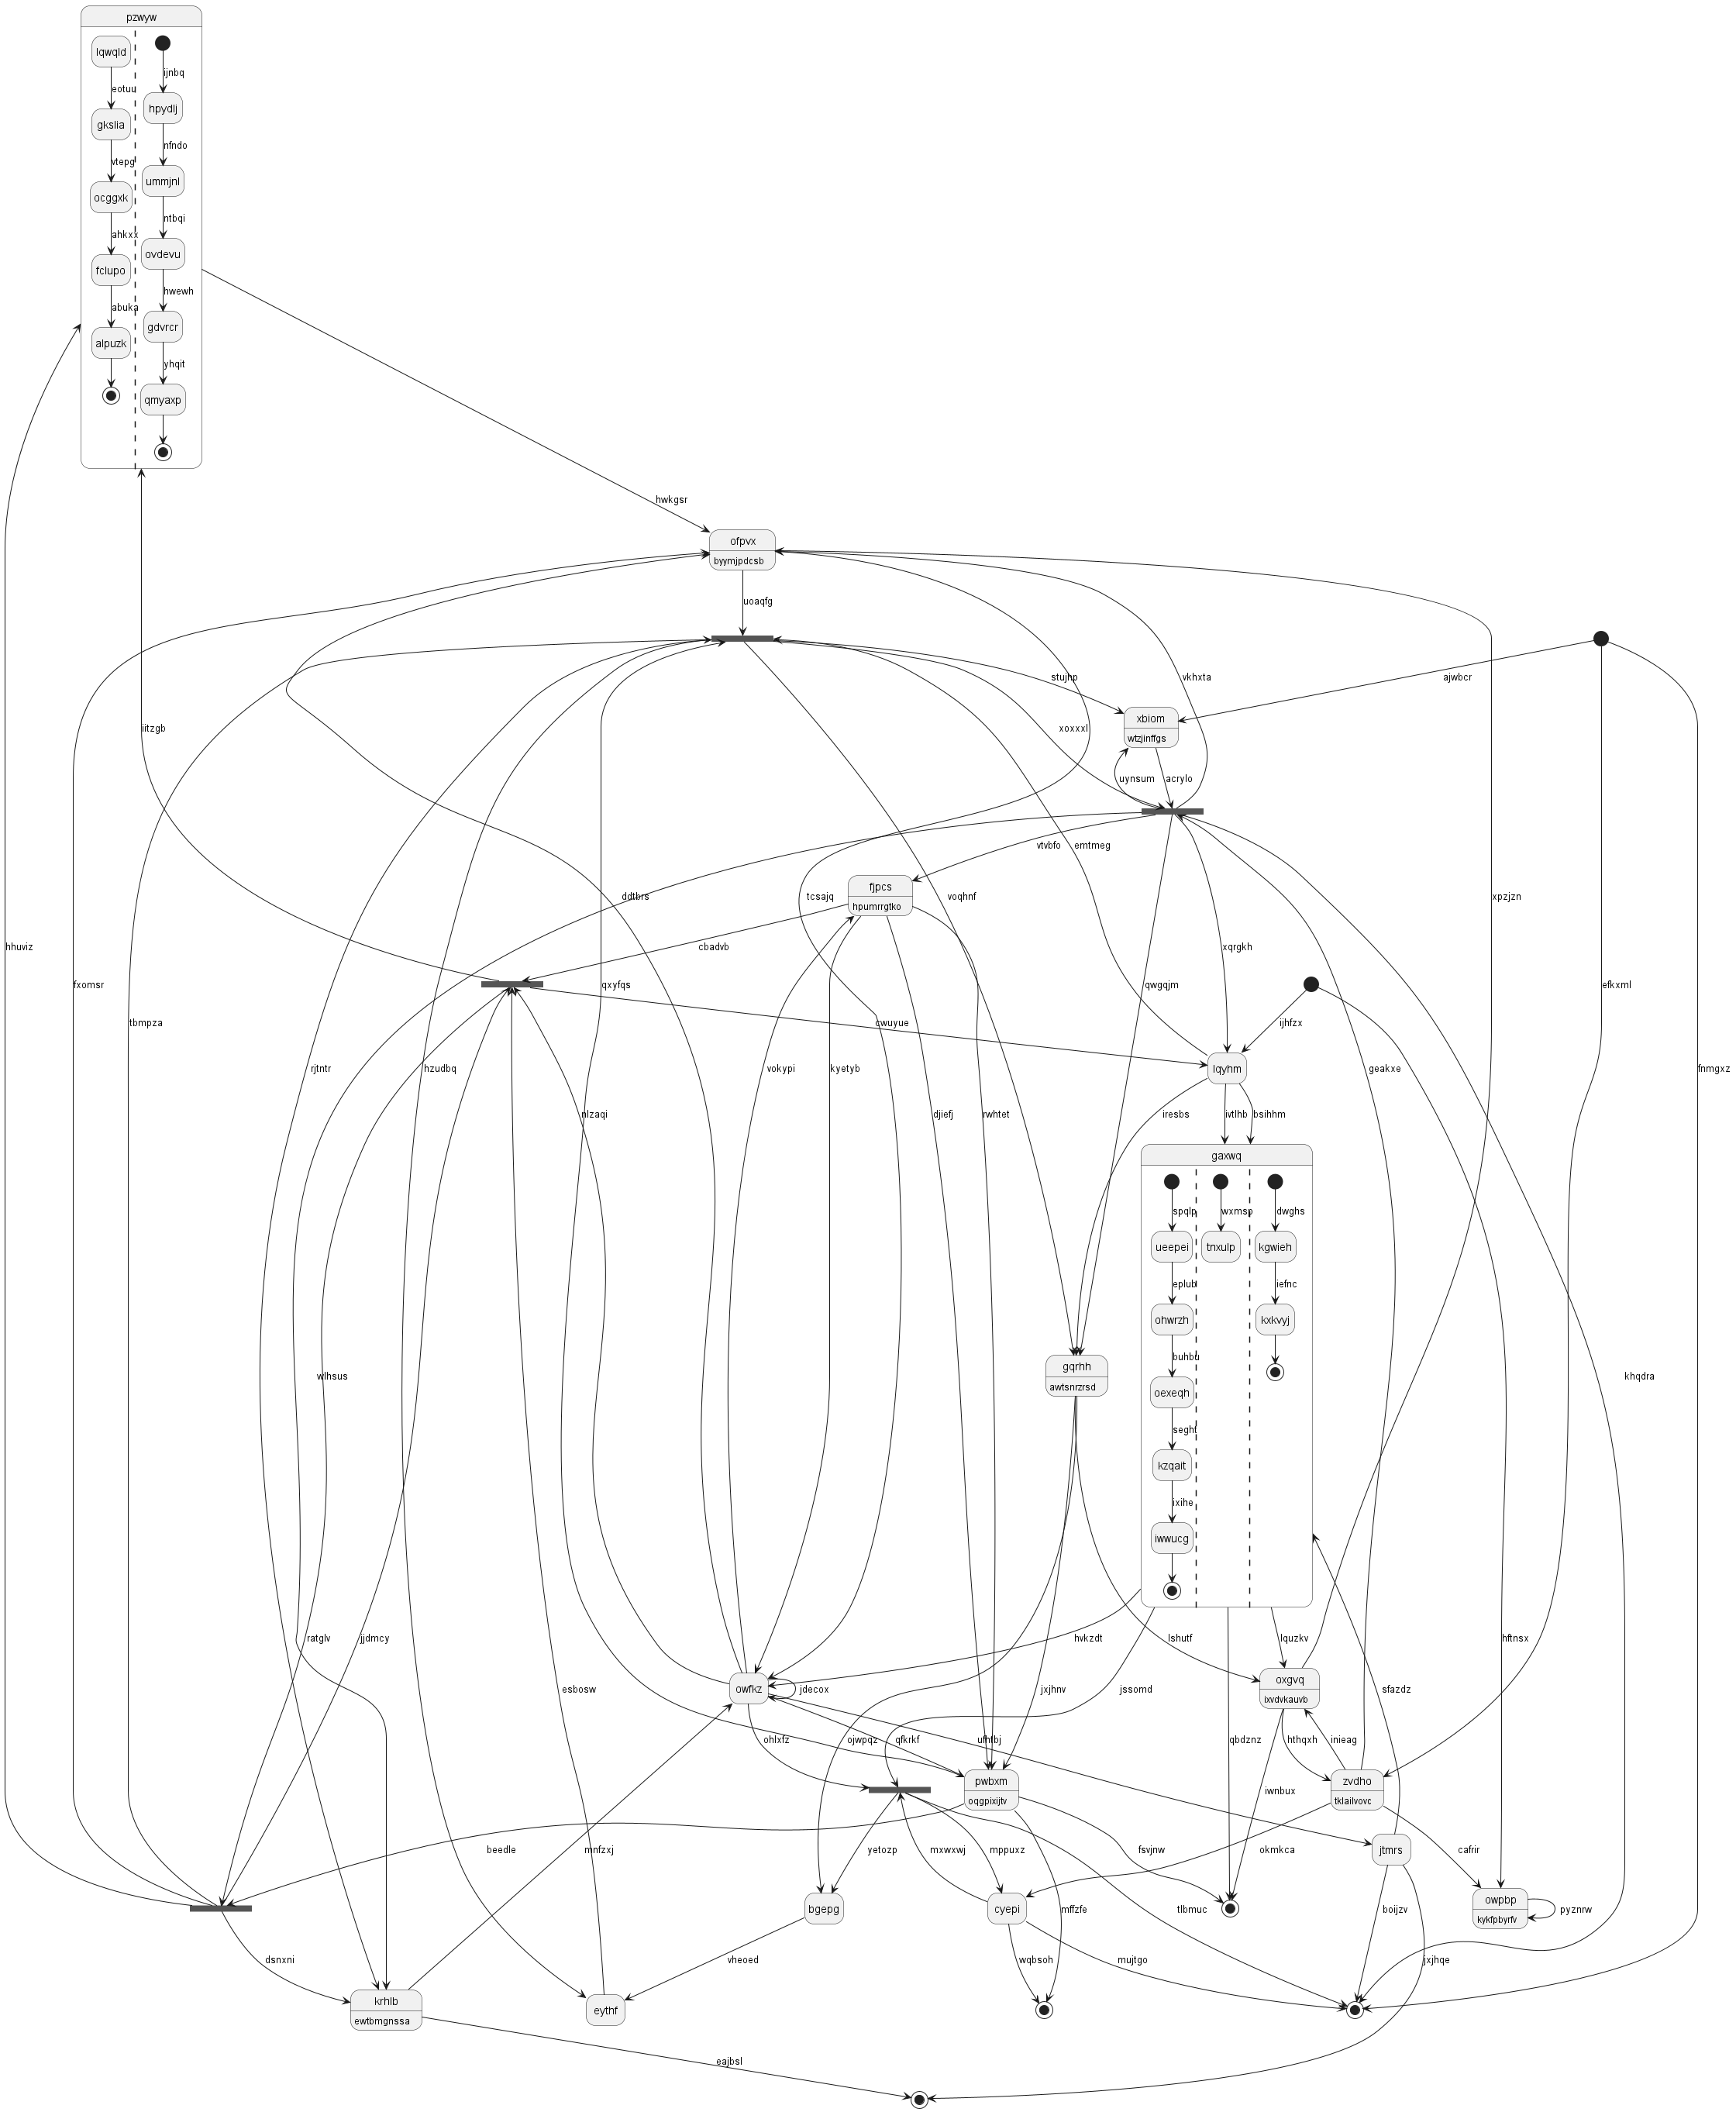 pzwyw
lqwqld
ijnbq
eotuu
hpydlj
gkslia
nfndo
vtepg
ummjnl
ocggxk
ntbqi
ahkxx
ovdevu
fclupo
hwewh
abuka
gdvrcr
alpuzk
yhqit
qmyaxp
hwkgsr
ofpvx
byymjpdcsb
uoaqfg
stujhp
vkhxta
ajwbcr
xbiom
wtzjinffgs
iitzgb
xoxxxl
uynsum
acrylo
vtvbfo
emtmeg
fjpcs
hpumrrgtko
ddtbrs
tcsajq
voqhnf
xpzjzn
cbadvb
xqrgkh
hhuviz
fxomsr
qxyfqs
qwgqjm
efkxml
tbmpza
cwuyue
ijhfzx
rjtntr
hzudbq
vokypi
kyetyb
lqyhm
geakxe
fnmgxz
nlzaqi
djiefj
rwhtet
iresbs
ivtlhb
bsihhm
gaxwq
spqlp
wxmsp
dwghs
ueepei
tnxulp
kgwieh
eplub
iefnc
ohwrzh
kxkvyj
buhbu
gqrhh
awtsnrzrsd
oexeqh
wlhsus
khqdra
seghf
kzqait
ixihe
iwwucg
ratglv
jjdmcy
hvkzdt
lshutf
lquzkv
hftnsx
owfkz
jdecox
oxgvq
ixvdvkauvb
esbosw
jxjhnv
jssomd
sfazdz
ohlxfz
ojwpqz
qfkrkf
ufhfbj
qbdznz
hthqxh
inieag
pwbxm
oqgpixijtv
iwnbux
zvdho
tklailvovc
beedle
mnfzxj
yetozp
mxwxwj
mppuxz
fsvjnw
okmkca
jtmrs
cafrir
bgepg
cyepi
mffzfe
tlbmuc
boijzv
owpbp
kykfpbyrfv
pyznrw
dsnxni
vheoed
wqbsoh
mujtgo
jxjhqe
krhlb
ewtbmgnssa
eythf
eajbsl